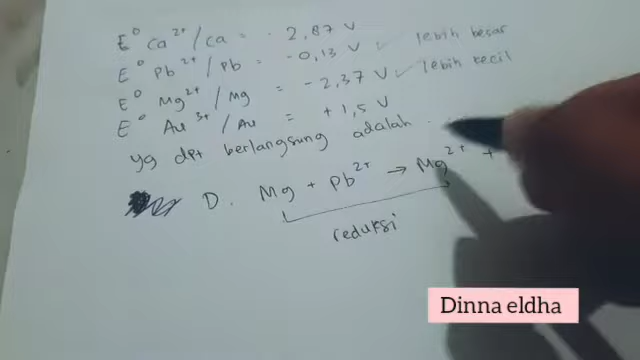 E° Ca²⁺/Ca = - 2,87 V
E° Pb²⁺/Pb = -0,13 V ✓ lebih besar
E° Mg²⁺/Mg = - 2,37 V ✓ lebih kecil
E° Au³⁺/Au = + 1,5 V
yg dpt berlangsung adalah
D. Mg + Pb²⁺ → Mg²⁺ +
reduksi
Dinna eldha